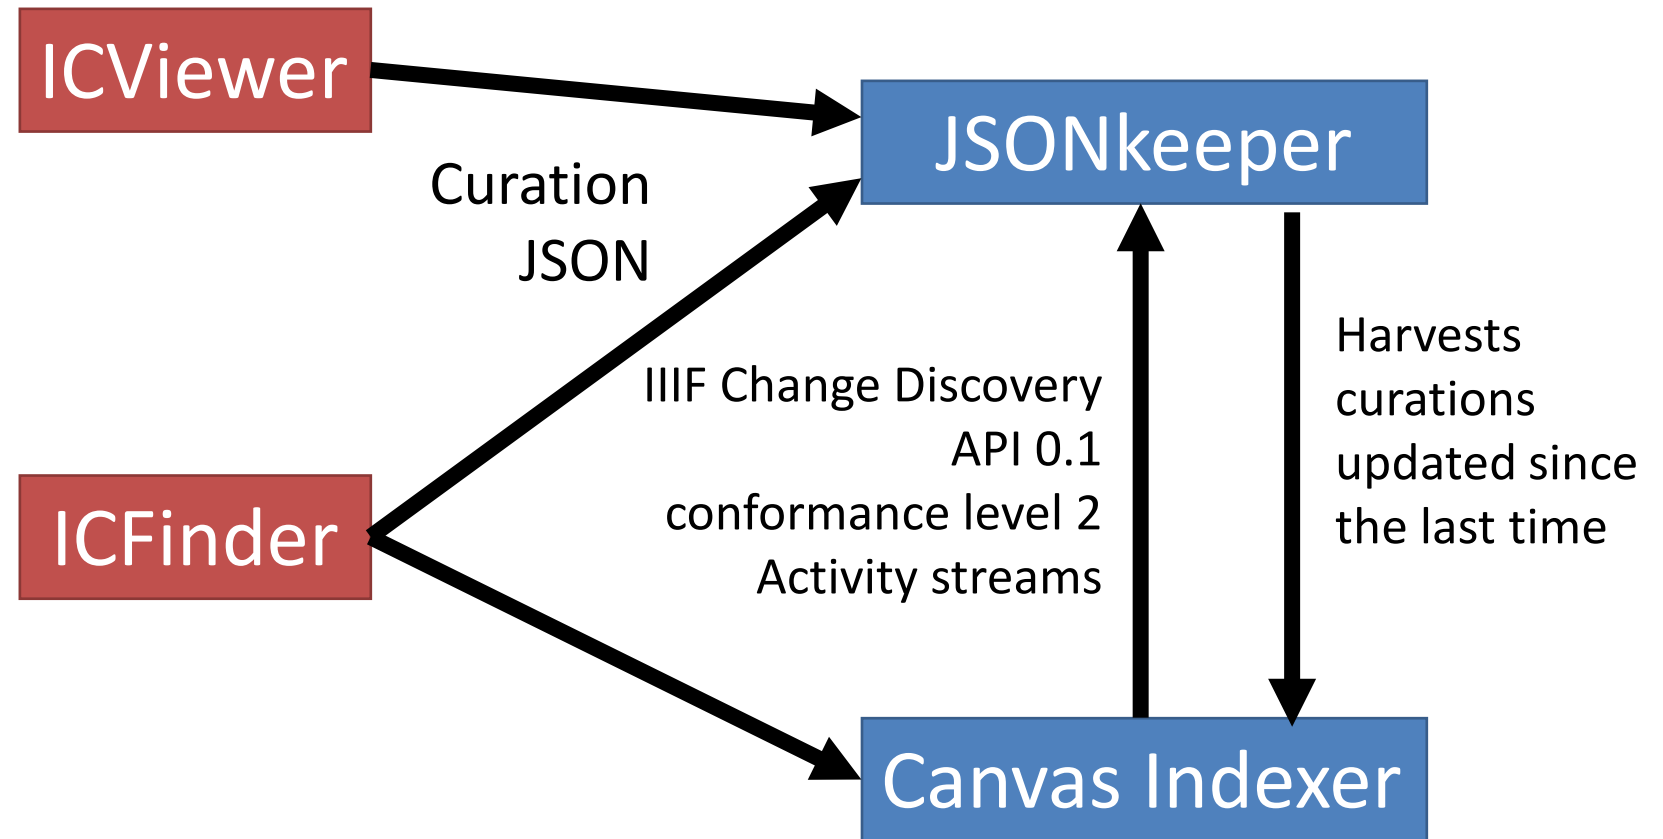 ICViewer
JSONkeeper
Curation
JSON
IIIF Change Discovery
API 0.1
conformance level 2
Activity streams
Harvests
curations
updated since
the last time
ICFinder
Canvas Indexer